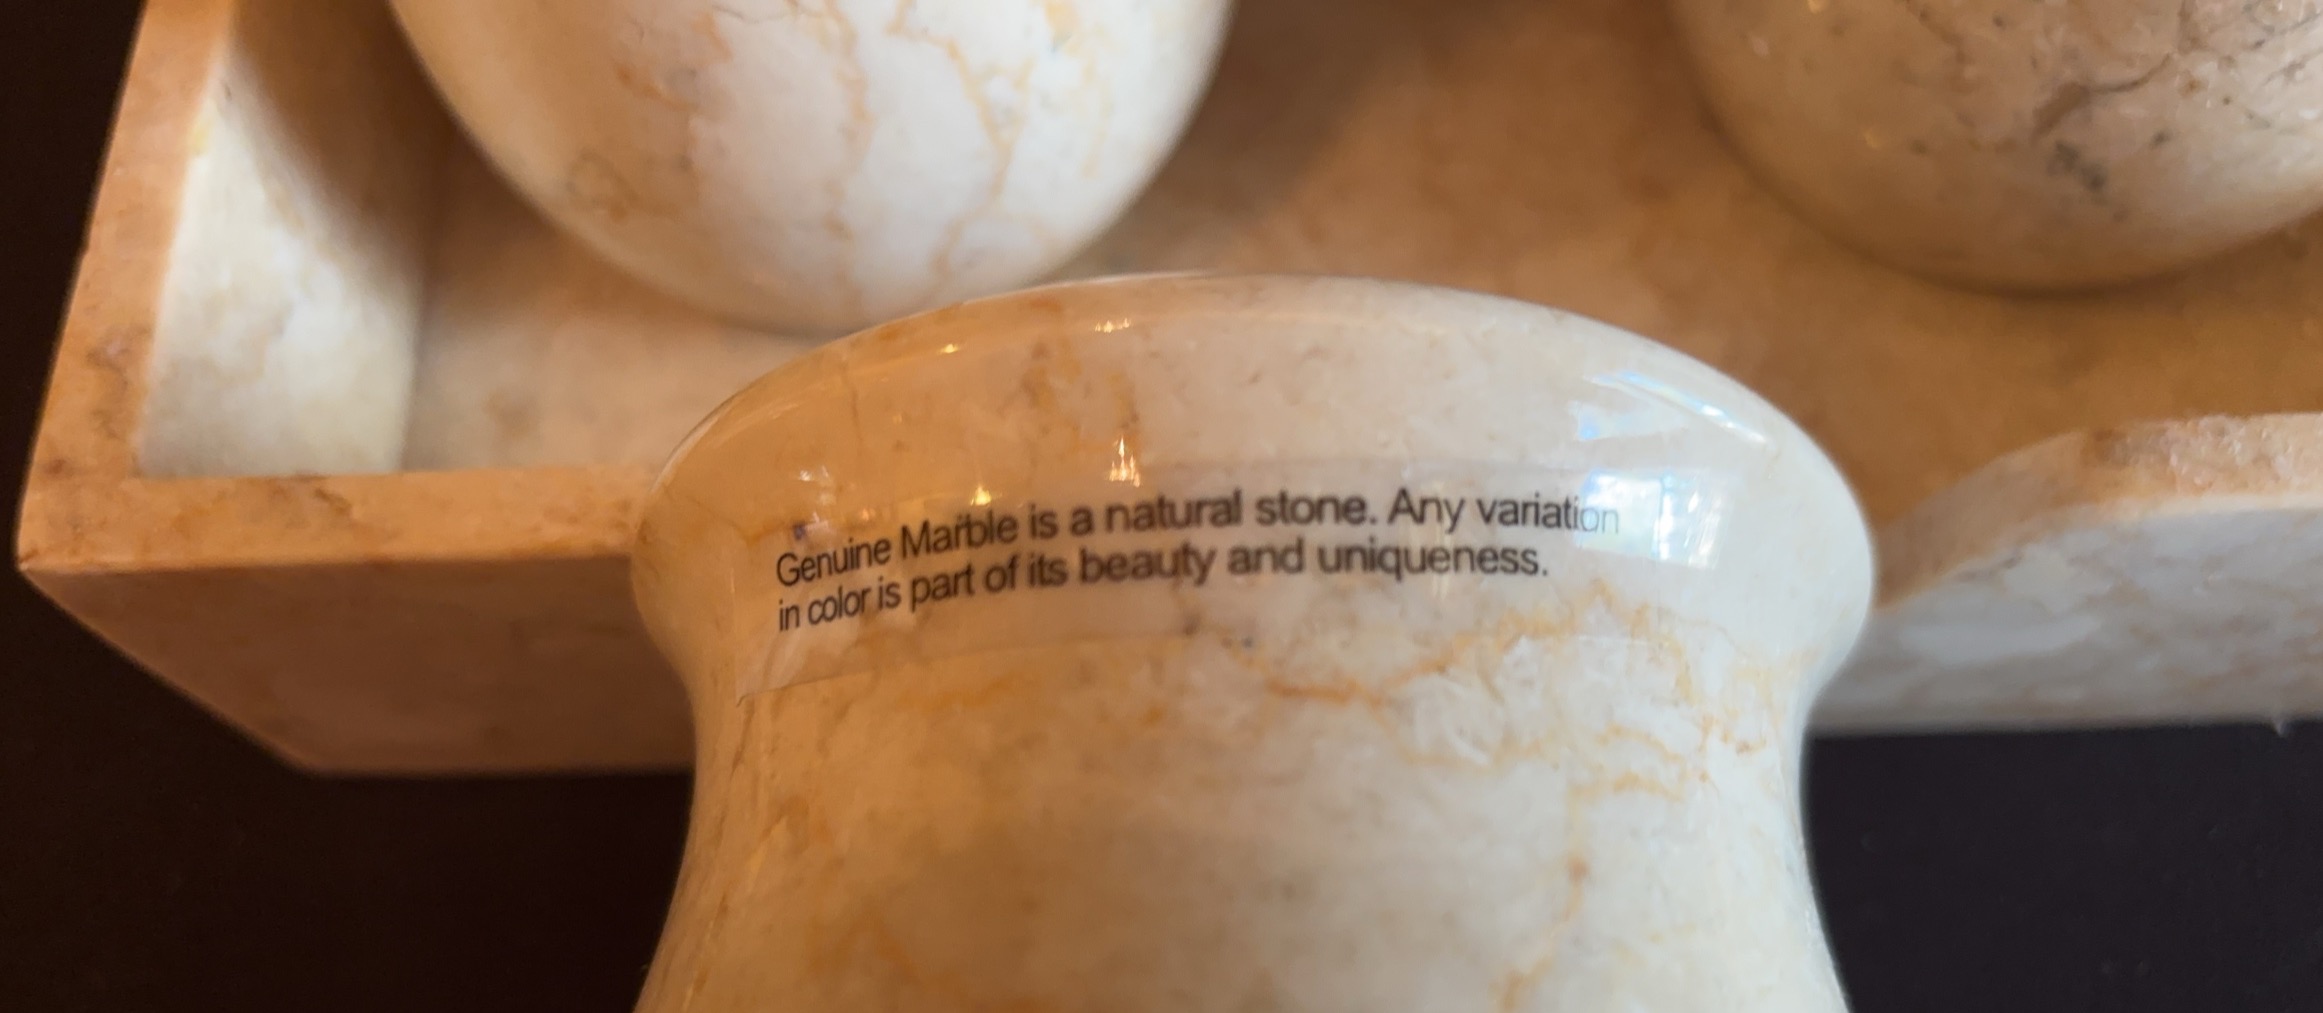 Genuine Marble is a natural stone. Any variation
in color is part of its beauty and uniqueness.